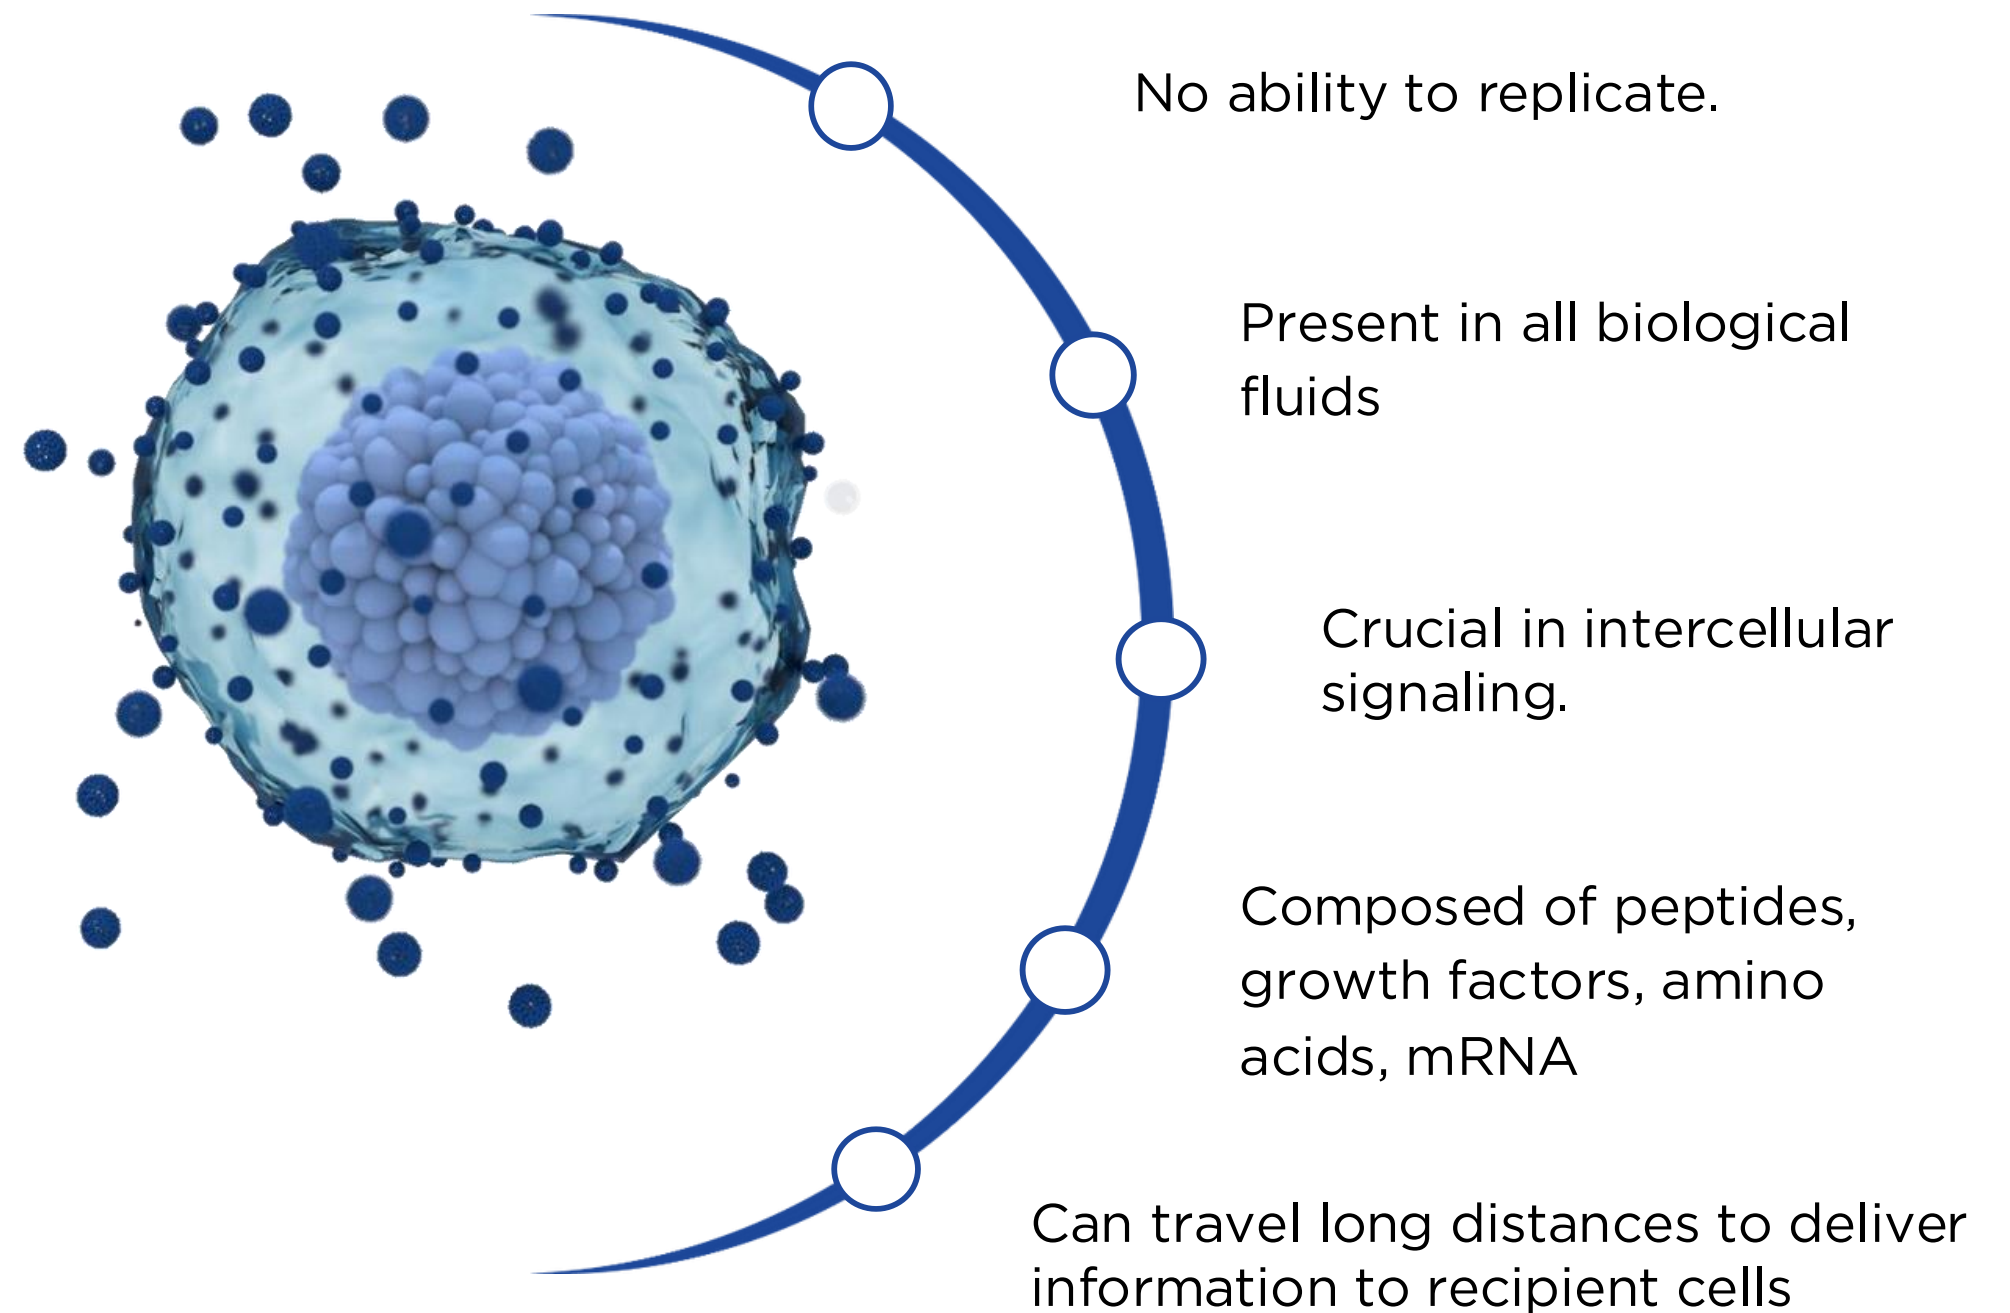 No ability to replicate.
Present in all biological
fluids
Crucial in intercellular
signaling.
Composed of peptides,
growth factors, amino
acids, mRNA
Can travel long distances to deliver
information to recipient cells